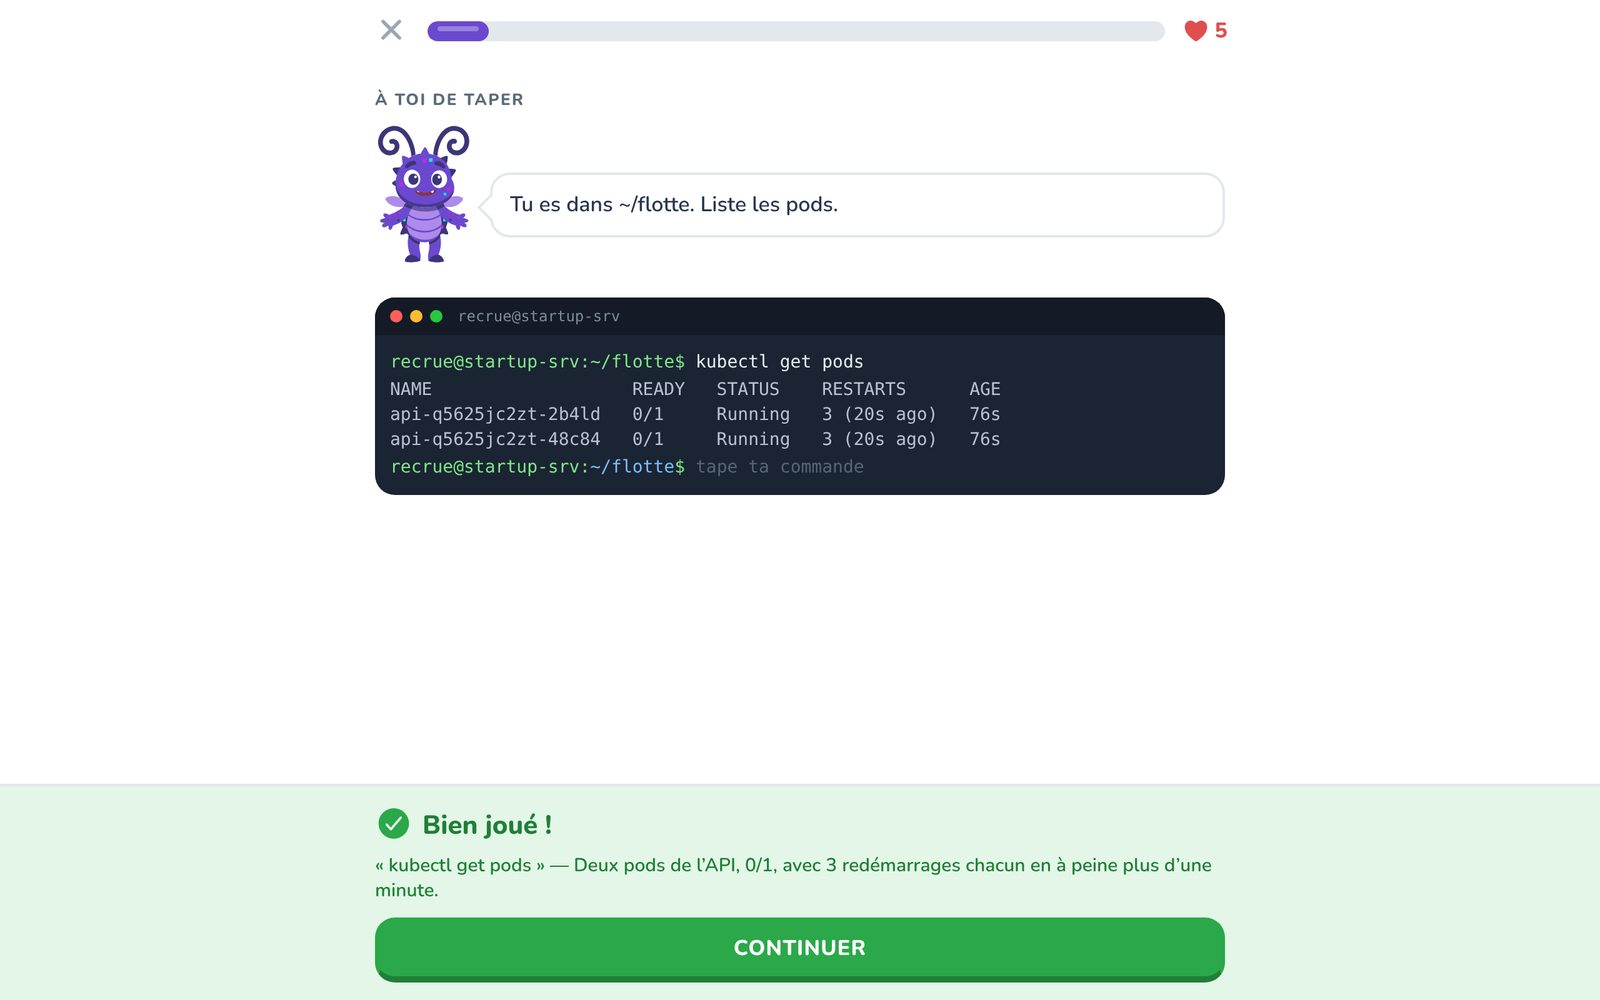 5
À TOI DE TAPER
Tu es dans ~/flotte. Liste les pods.
recrue@startup-srv
recrue@startup-srv:~/flotte$ kubectl get pods
NAME                   READY   STATUS    RESTARTS      AGE
api-q5625jc2zt-2b4ld   0/1     Running   3 (20s ago)   76s
api-q5625jc2zt-48c84   0/1     Running   3 (20s ago)   76s
recrue@startup-srv:~/flotte$ tape ta commande
Bien joué !
« kubectl get pods » — Deux pods de l’API, 0/1, avec 3 redémarrages chacun en à peine plus d’une
minute.
CONTINUER